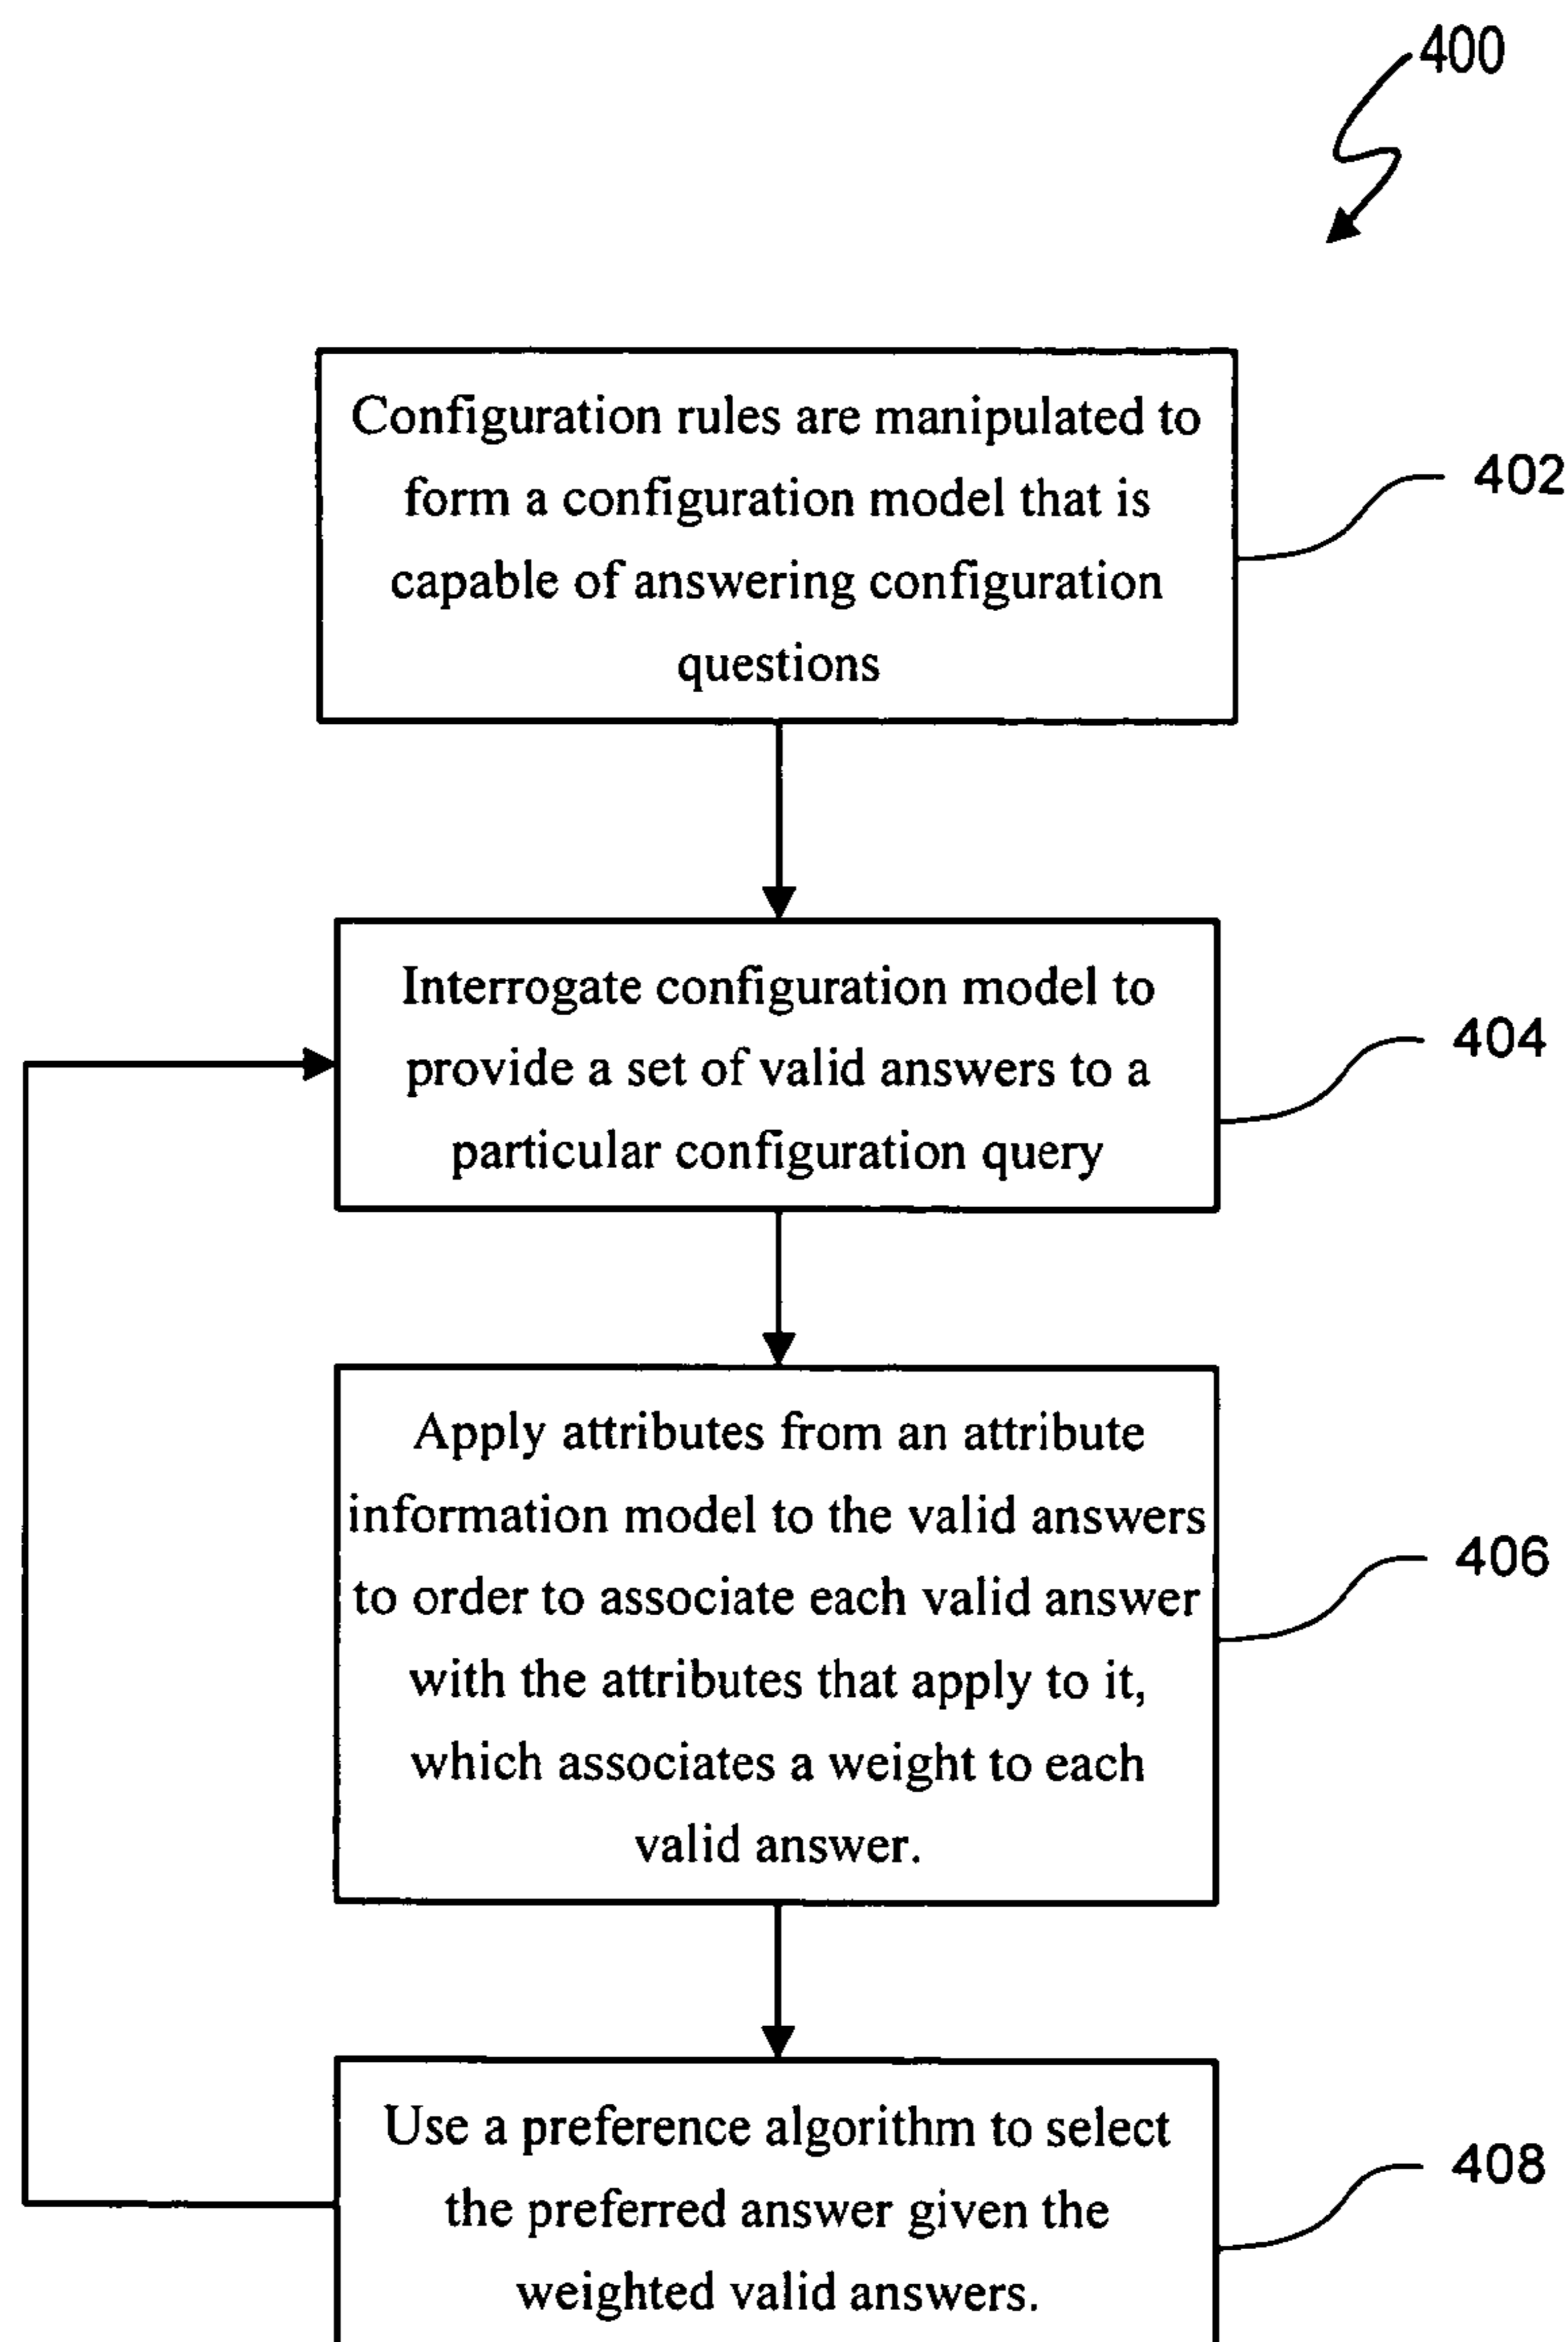 400
Configuration rules are manipulated to
form a configuration model that is
capable of answering configuration
questions
402
Interrogate configuration model to
provide a set of valid answers to a
particular configuration query
404
Apply attributes from an attribute
information model to the valid answers
to order to associate each valid answer
with the attributes that apply to it,
which associates a weight to each
valid answer.
406
Use a preference algorithm to select
the preferred answer given the
weighted valid answers.
408